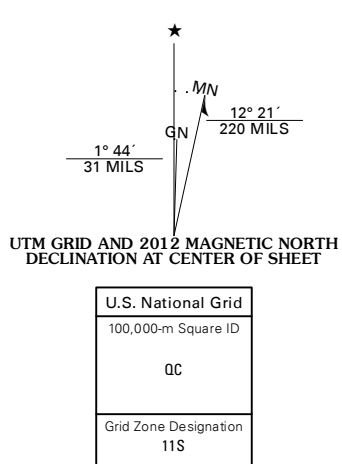 ★
MN
12° 21´
220 MILS
GN
1° 44´
31 MILS
UTM GRID AND 2012 MAGNETIC NORTH
DECLINATION AT CENTER OF SHEET
U.S. National Grid
100,000-m Square ID
QC
Grid Zone Designation
11S